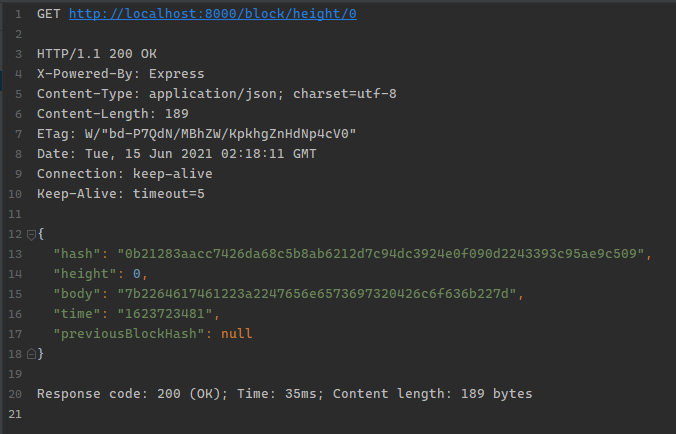 1 GET http://localhost:8000/block/height/0
2
3 HTTP/1.1 200 OK
4 X-Powered-By: Express
5 Content-Type: application/json; charset=utf-8
6 Content-Length: 189
7 ETag: W/"bd-P7QdN/MBhZW/KpkhgZnHdNp4cV0"
8 Date: Tue, 15 Jun 2021 02:18:11 GMT
9 Connection: keep-alive
10 Keep-Alive: timeout=5
11
12 {
13 "hash": "0b21283aacc7426da68c5b8ab6212d7c94dc3924e0f090d2243393c95ae9c509",
14 "height": 0,
15 "body": "7b2264617461223a2247656e6573697320426c6f636b227d",
16 "time": "1623723481",
17 "previousBlockHash": null
18 }
19
20 Response code: 200 (OK); Time: 35ms; Content length: 189 bytes
21